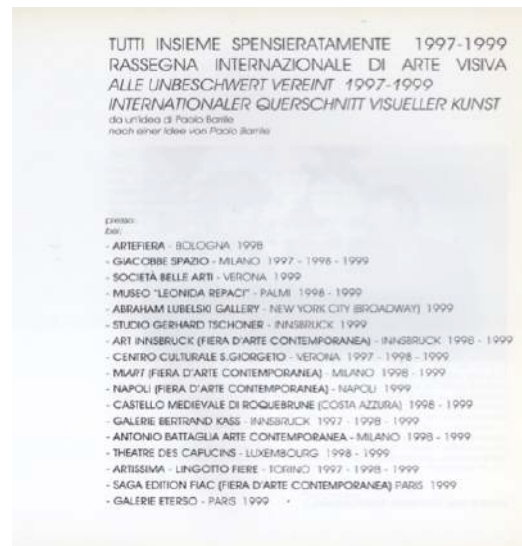 TUTTI INSIEME SPENSIERATAMENTE 1997-1999
RASSEGNA INTERNAZIONALE DI ARTE VISIVA
ALLE UNBESCHWERT VEREINT 1997-1999
INTERNATIONALER QUERSCHNITT VISUELLER KUNST
da un'idea di Paolo Barrile
nach einer Idee von Paolo Barrile
presso:
bei:
- ARTEFIERA - BOLOGNA 1998
- GIACOBBE SPAZIO - MILANO 1997 - 1998 - 1999
- SOCIETÀ BELLE ARTI - VERONA 1999
- MUSEO "LEONIDA REPACI" - PALMI 1998 - 1999
- ABRAHAM LUBELSKI GALLERY - NEW YORK CITY (BROADWAY) 1999
- STUDIO GERHARD TSCHONER - INNSBRUCK 1999
- ART INNSBRUCK (FIERA D'ARTE CONTEMPORANEA) - INNSBRUCK 1998 - 1999
- CENTRO CULTURALE S.GIORGETO - VERONA 1997 - 1998 - 1999
- MIART (FIERA D'ARTE CONTEMPORANEA) - MILANO 1998 - 1999
- NAPOLI (FIERA D'ARTE CONTEMPORANEA) - NAPOLI 1999
- CASTELLO MEDIEVALE DI ROQUEBRUNE (COSTA AZZURA) 1998 - 1999
- GALERIE BERTRAND KASS - INNSBRUCK 1997 - 1998 - 1999
- ANTONIO BATTAGLIA ARTE CONTEMPORANEA - MILANO 1998 - 1999
- THEATRE DES CAPUCINS - LUXEMBOURG 1998 - 1999
- ARTISSIMA - LINGOTTO FIERE - TORINO 1997 - 1998 - 1999
- SAGA EDITION FIAC (FIERA D'ARTE CONTEMPORANEA) PARIS 1999
- GALERIE ETERSO - PARIS 1999